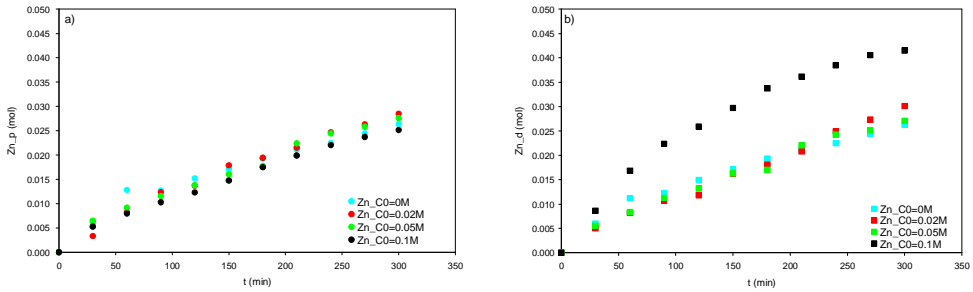 a)
0.050
0.045
0.040
0.035
0.030
0.025
0.020
0.015
0.010
0.005
0.000
Zn_p (mol)
Zn_C0=0M
Zn_C0=0.02M
Zn_C0=0.05M
Zn_C0=0.1M
0 50 100 150 200 250 300 350
t (min)
b)
0.050
0.045
0.040
0.035
0.030
0.025
0.020
0.015
0.010
0.005
0.000
Zn_d (mol)
Zn_C0=0M
Zn_C0=0.02M
Zn_C0=0.05M
Zn_C0=0.1M
0 50 100 150 200 250 300 350
t (min)